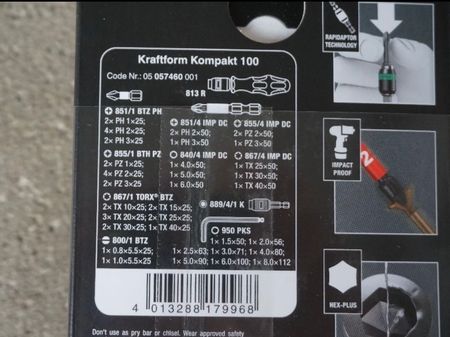 RAPIDAPTOR
TECHNOLOGY
Kraftform Kompakt 100
Code Nr.: 05 057460 001
813 R
851/1 BTZ PH
2× PH 1×25;
4× PH 2×25;
2× PH 3×25
855/1 BTH PZ
2× PZ 1×25;
4× PZ 2×25;
2× PZ 3×25
867/1 TORX® BTZ
2× TX 10×25; 2× TX 15×25;
3× TX 20×25; 2× TX 25×25;
2× TX 30×25; 1× TX 40×25
800/1 BTZ
1× 0.8×5.5×25;
1× 1.0×5.5×25
851/4 IMP DC
2× PH 2×50;
1× PH 3×50
840/4 IMP DC
1× 4.0×50;
1× 5.0×50;
1× 6.0×50
855/4 IMP DC
2× PZ 2×50;
1× PZ 3×50
867/4 IMP DC
1× TX 25×50;
1× TX 30×50;
1× TX 40×50
889/4/1 K
950 PKS
1× 1.5×50; 1× 2.0×56;
1× 2.5×63; 1× 3.0×71; 1× 4.0×80;
1× 5.0×90; 1× 6.0×100; 1× 8.0×112
4 013288 179968
Don't use as pry bar or chisel. Wear approved safety
IMPACT
PROOF
2
HEX-PLUS